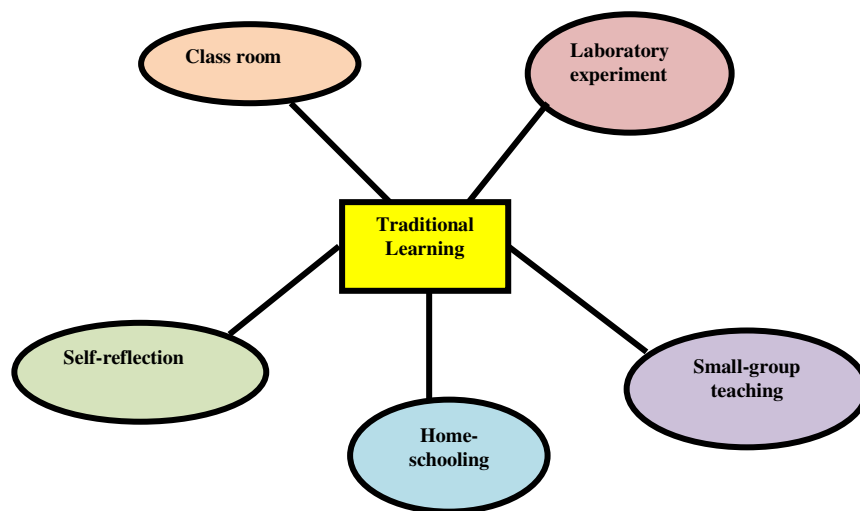 Class room
Laboratory
experiment
Traditional
Learning
Self-reflection
Small-group
teaching
Home-
schooling